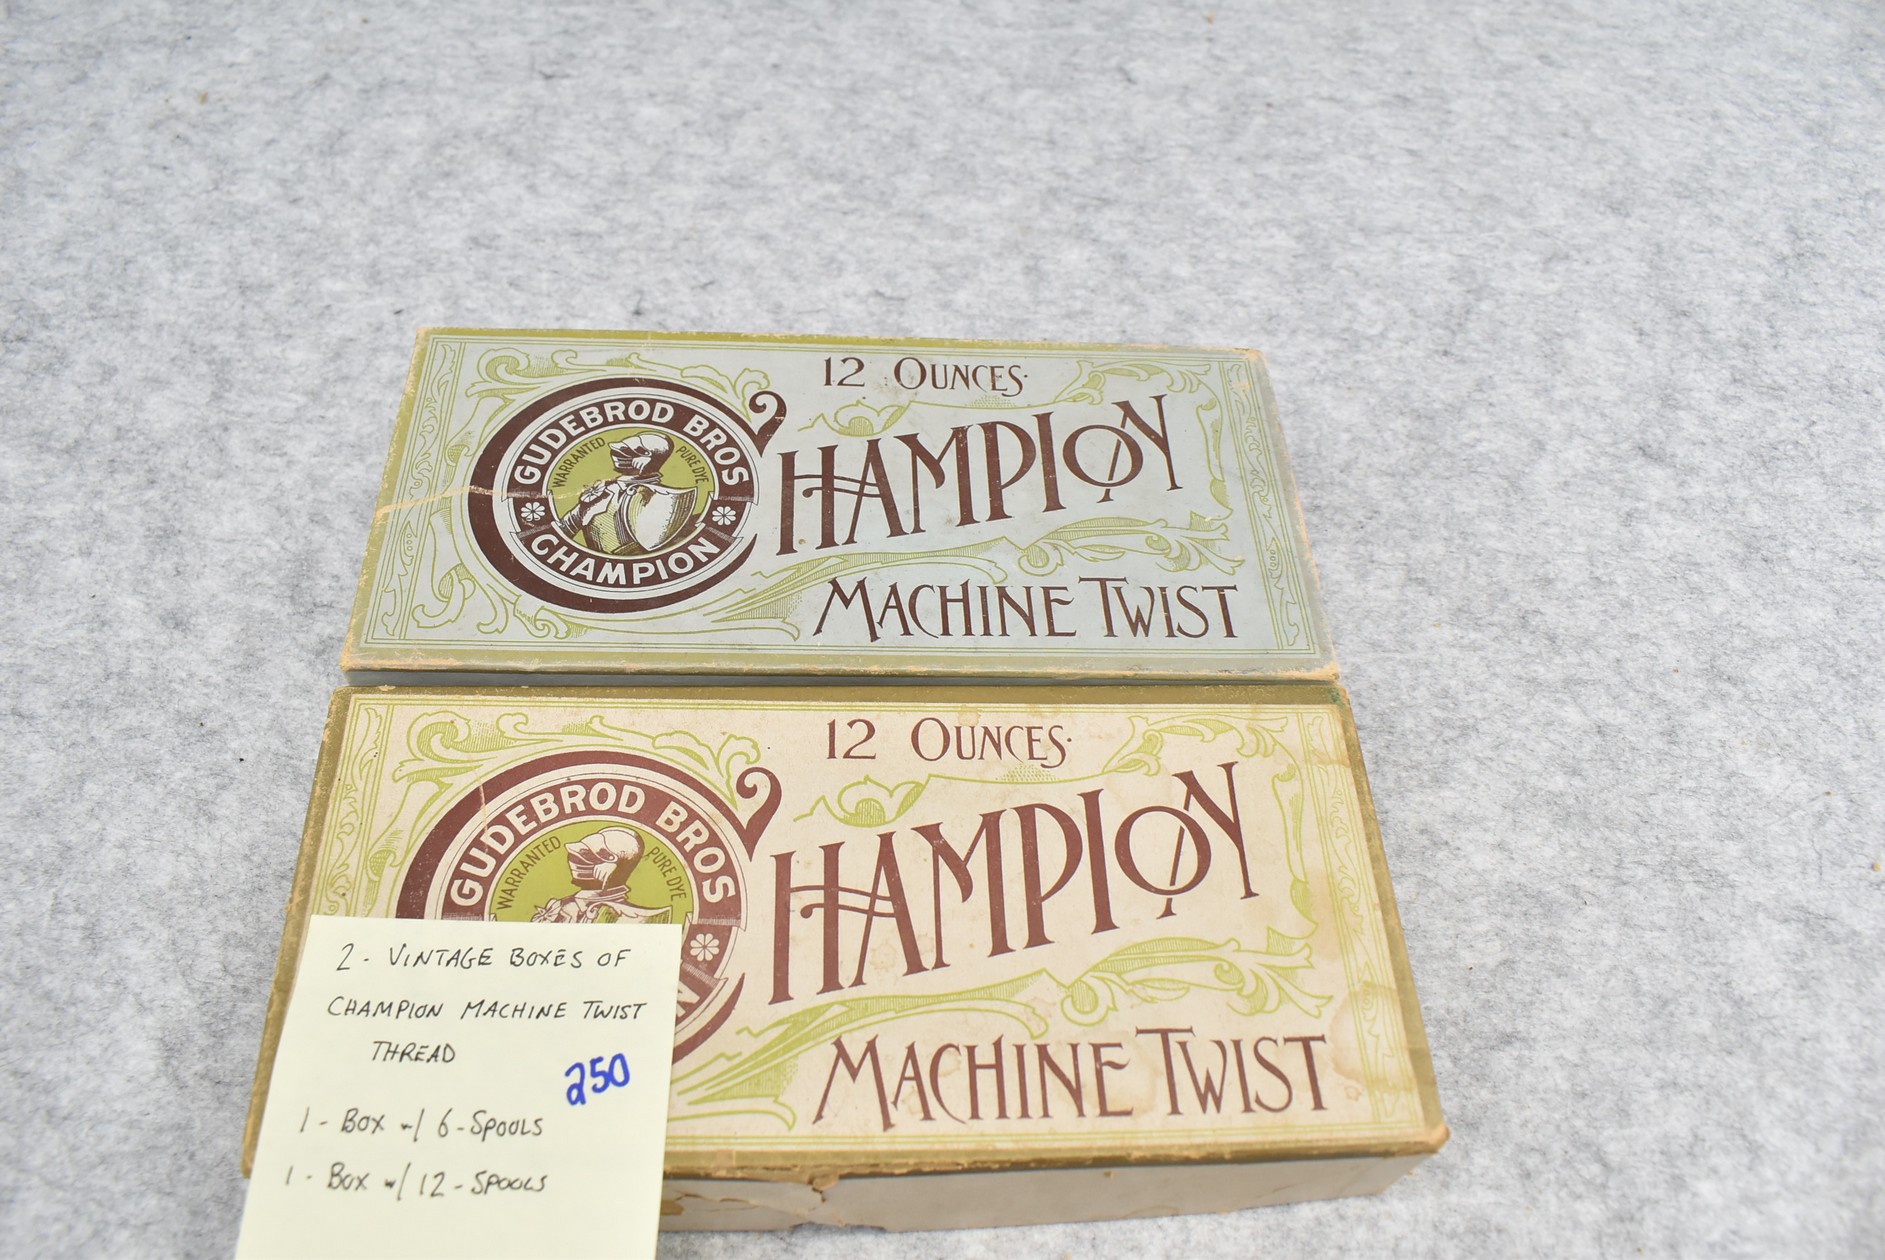 12 OUNCES.
GUDEBROD BROS
WARRANTED PURE DYE
CHAMPION
CHAMPION
MACHINE TWIST
12 OUNCES.
GUDEBROD BROS
WARRANTED PURE DYE
CHAMPION
MACHINE TWIST
2 - VINTAGE BOXES OF
CHAMPION MACHINE TWIST
THREAD
250
1 - BOX w/ 6 - SPOOLS
1 - BOX w/ 12 - SPOOLS